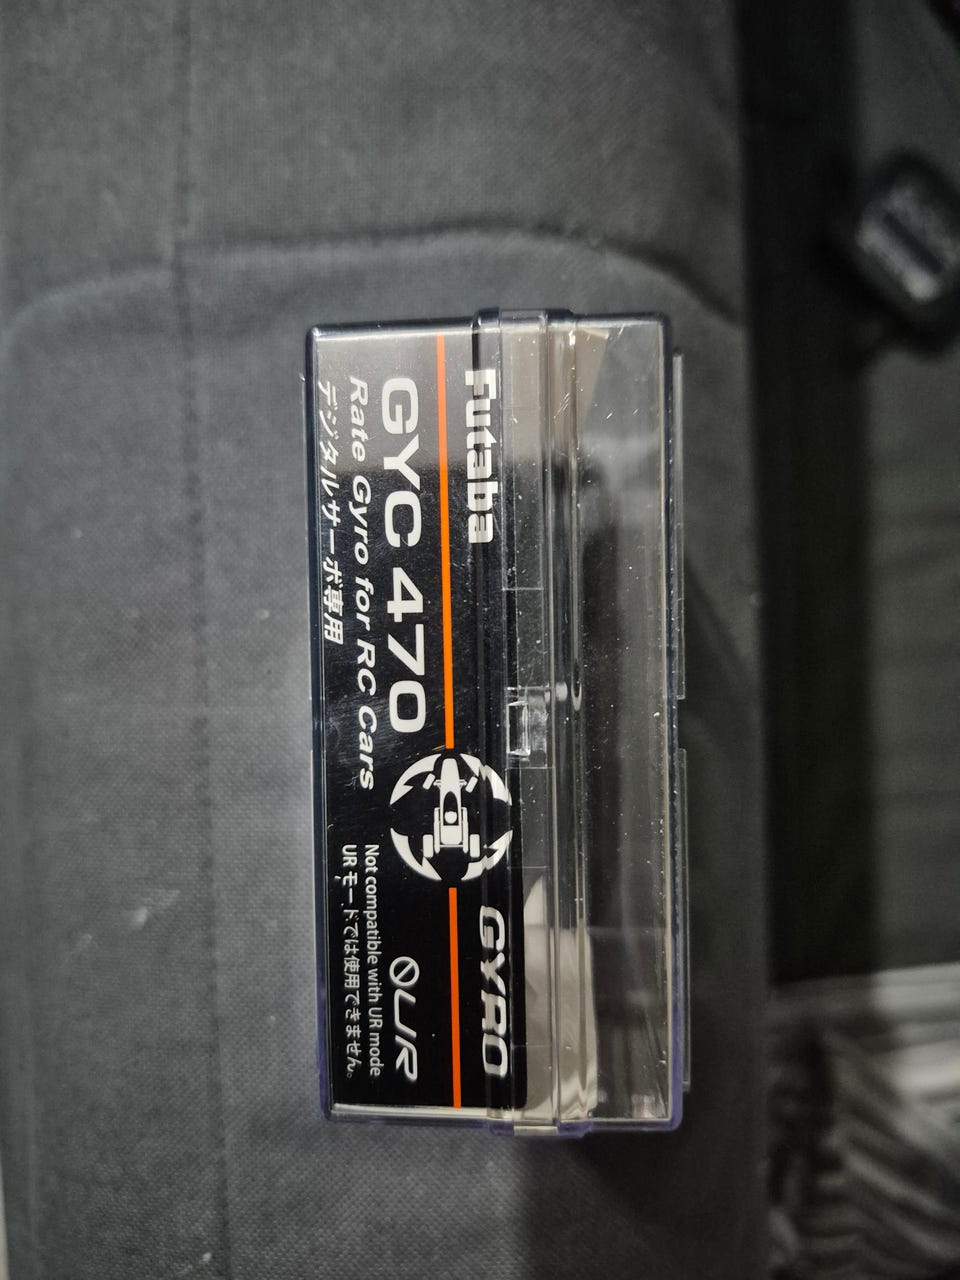 Futaba
GYRO
GYC 470
UR
Rate Gyro for RC Cars
Not compatible with UR mode
デジタルサーボ専用
URモードでは使用できません。